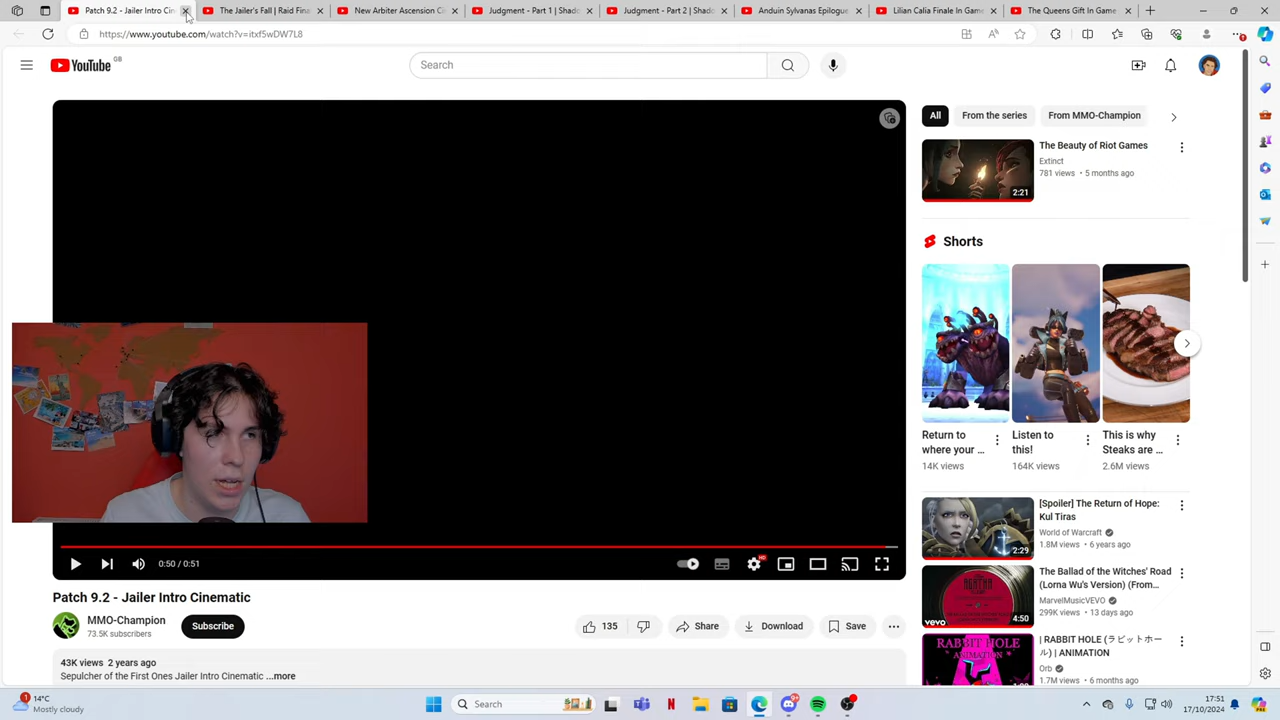 Patch 9.2 - Jailer Intro Cin
The Jailer's Fall | Raid Fina
New Arbiter Ascension Ci
Judgment - Part 1 | Shado
Judgment - Part 2 | Shado
Anduin Sylvanas Epilogue
Lilian Calia Finale In Game
The Queens Gift In Game
https://www.youtube.com/watch?v=itxf5wDW7L8
YouTube GB
Search
All
From the series
From MMO-Champion
The Beauty of Riot Games
Extinct
781 views • 5 months ago
2:21
Shorts
Return to
where your ...
14K views
Listen to
this!
164K views
This is why
Steaks are ...
2.6M views
[Spoiler] The Return of Hope:
Kul Tiras
World of Warcraft
1.8M views • 6 years ago
2:29
The Ballad of the Witches' Road
(Lorna Wu's Version) (From...
MarvelMusicVEVO
299K views • 13 days ago
vevo
4:50
| RABBIT HOLE (ラビットホー
ル) | ANIMATION
Orb
1.7M views • 6 months ago
RABBIT HOLE
ANIMATION
0:50 / 0:51
HD
Patch 9.2 - Jailer Intro Cinematic
MMO-Champion
73.5K subscribers
Subscribe
135
Share
Download
Save
43K views 2 years ago
Sepulcher of the First Ones Jailer Intro Cinematic ...more
1
14°C
Mostly cloudy
Search
17:51
17/10/2024